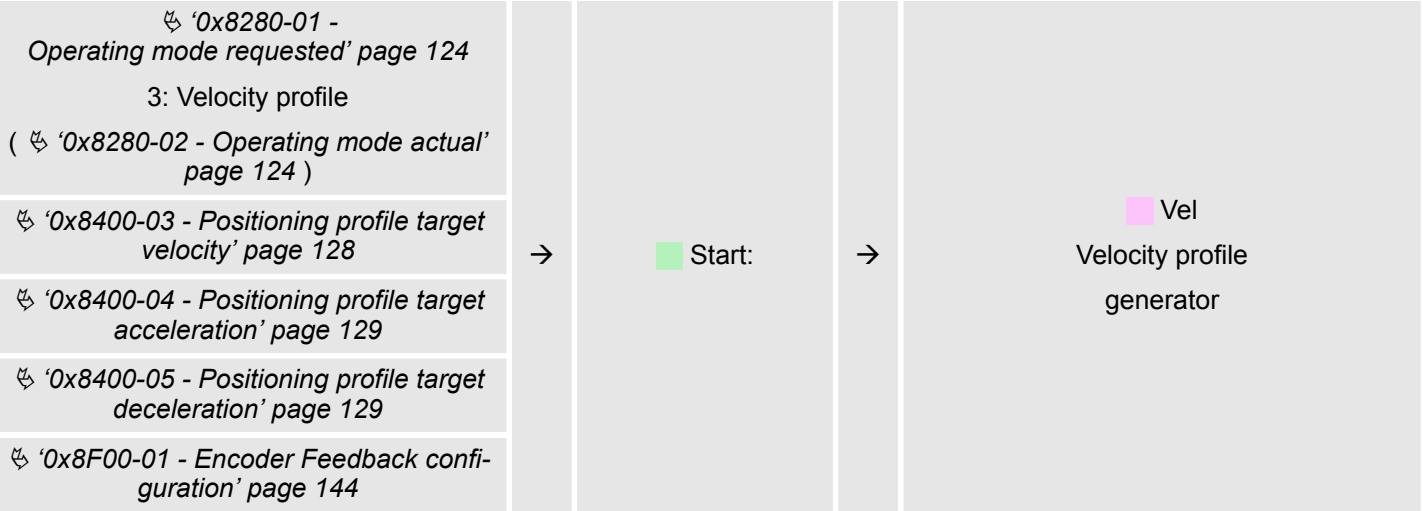 ↳ ‘0x8280-01 -
Operating mode requested’ page 124
3: Velocity profile
( ↳ ‘0x8280-02 - Operating mode actual’
page 124 )
↳ ‘0x8400-03 - Positioning profile target
velocity’ page 128
↳ ‘0x8400-04 - Positioning profile target
acceleration’ page 129
↳ ‘0x8400-05 - Positioning profile target
deceleration’ page 129
↳ ‘0x8F00-01 - Encoder Feedback confi-
guration’ page 144
→
Start:
→
Vel
Velocity profile
generator